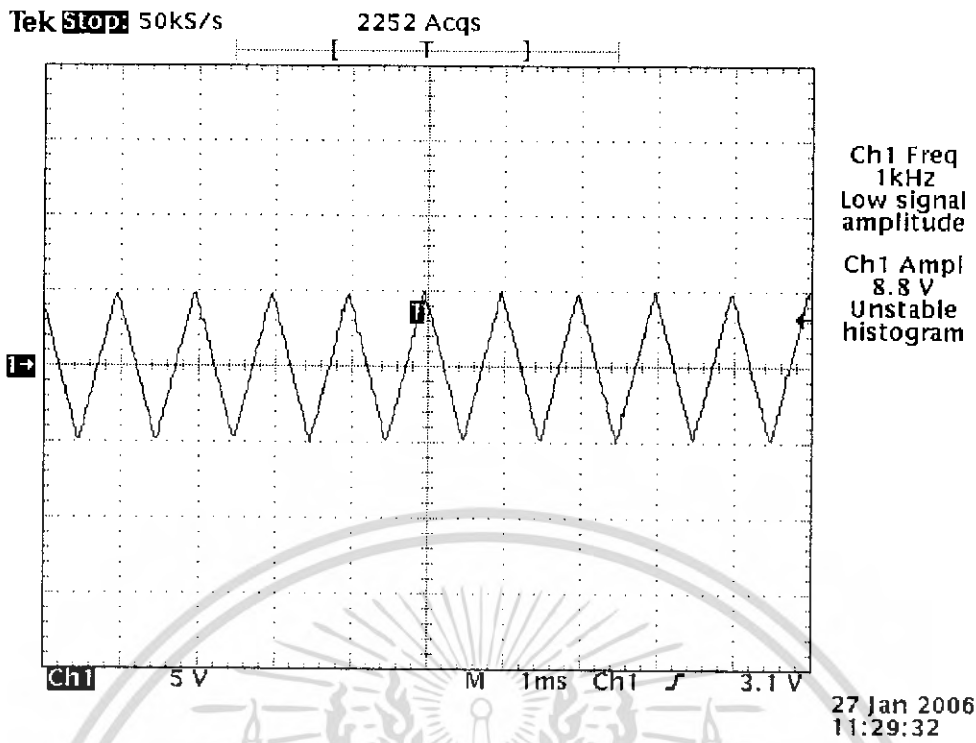 Tek Stop: 50kS/s 2252 Acqs
[ T ]
Ch1 Freq
1kHz
Low signal
amplitude
Ch1 Ampl
8.8 V
Unstable
histogram
T
1→
Ch1 5 V M 1ms Ch1 3.1 V
27 Jan 2006
11:29:32